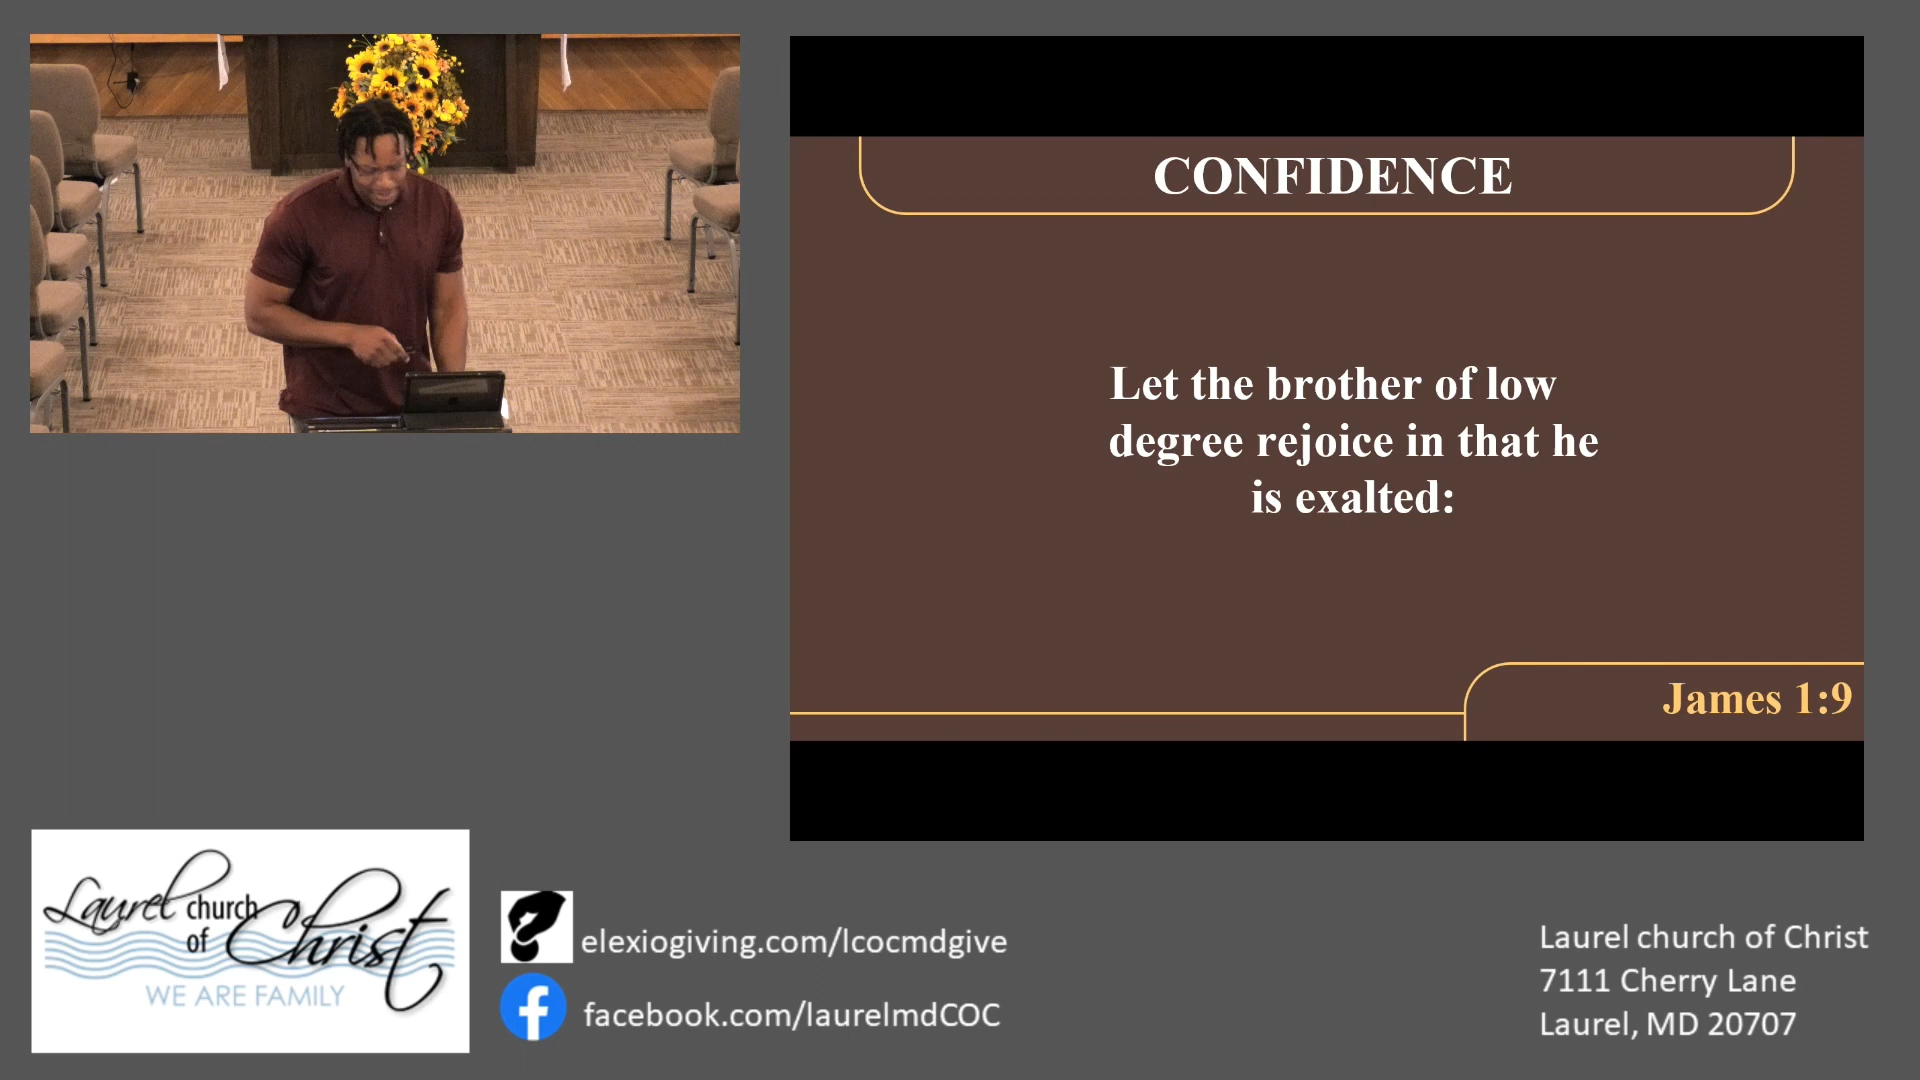 CONFIDENCE
Let the brother of low
degree rejoice in that he
is exalted:
James 1:9
Laurel church
of Christ
WE ARE FAMILY
elexiogiving.com/lcocmdgive
facebook.com/laurelmdCOC
Laurel church of Christ
7111 Cherry Lane
Laurel, MD 20707